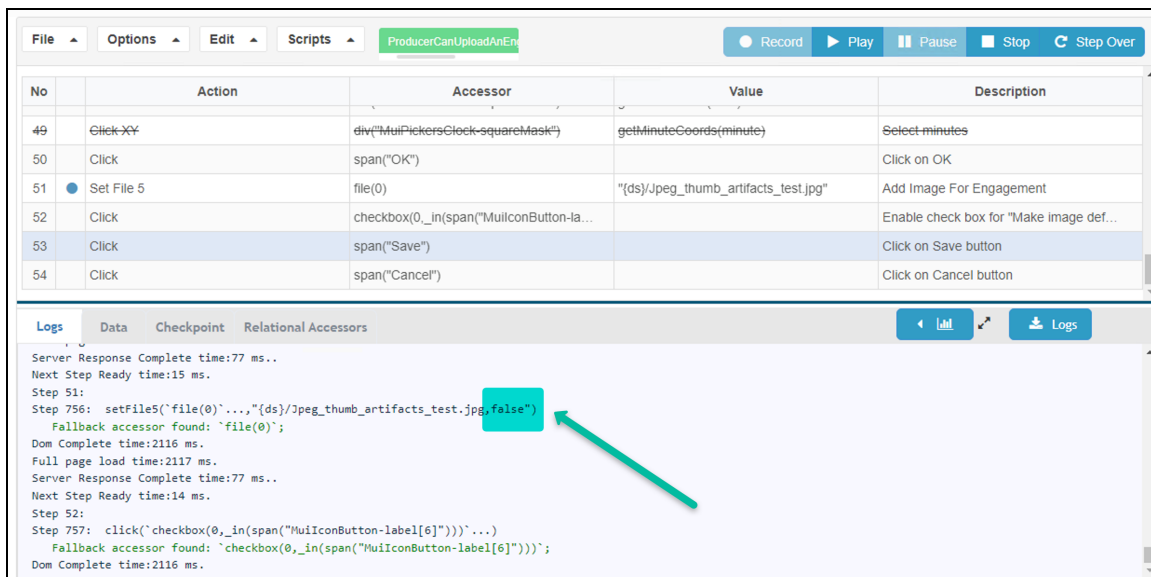 File Options Edit Scripts ProducerCanUploadAnEn Record Play Pause Stop Step Over
No Action Accessor Value Description
49 Click XY div("MuiPickersClock-squareMask") getMinuteCoords(minute) Select minutes
50 Click span("OK") Click on OK
51 Set File 5 file(0) "{ds}/Jpeg_thumb_artifacts_test.jpg" Add Image For Engagement
52 Click checkbox(0,_in(span("MuiIconButton-la... Enable check box for "Make image def...
53 Click span("Save") Click on Save button
54 Click span("Cancel") Click on Cancel button
Logs Data Checkpoint Relational Accessors Logs
Server Response Complete time:77 ms..
Next Step Ready time:15 ms.
Step 51:
Step 756: setFile5(`file(0)`...,"{ds}/Jpeg_thumb_artifacts_test.jpg,false")
Fallback accessor found: `file(0)`;
Dom Complete time:2116 ms.
Full page load time:2117 ms.
Server Response Complete time:77 ms..
Next Step Ready time:14 ms.
Step 52:
Step 757: click(`checkbox(0,_in(span("MuiIconButton-label[6]")))`...)
Fallback accessor found: `checkbox(0,_in(span("MuiIconButton-label[6]")))`;
Dom Complete time:2116 ms.